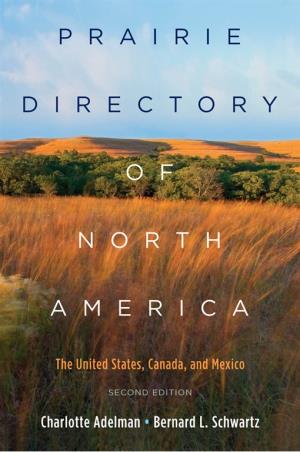 PRAIRIE
DIRECTORY
OF
NORTH
AMERICA
The United States, Canada, and Mexico
SECOND EDITION
Charlotte Adelman • Bernard L. Schwartz